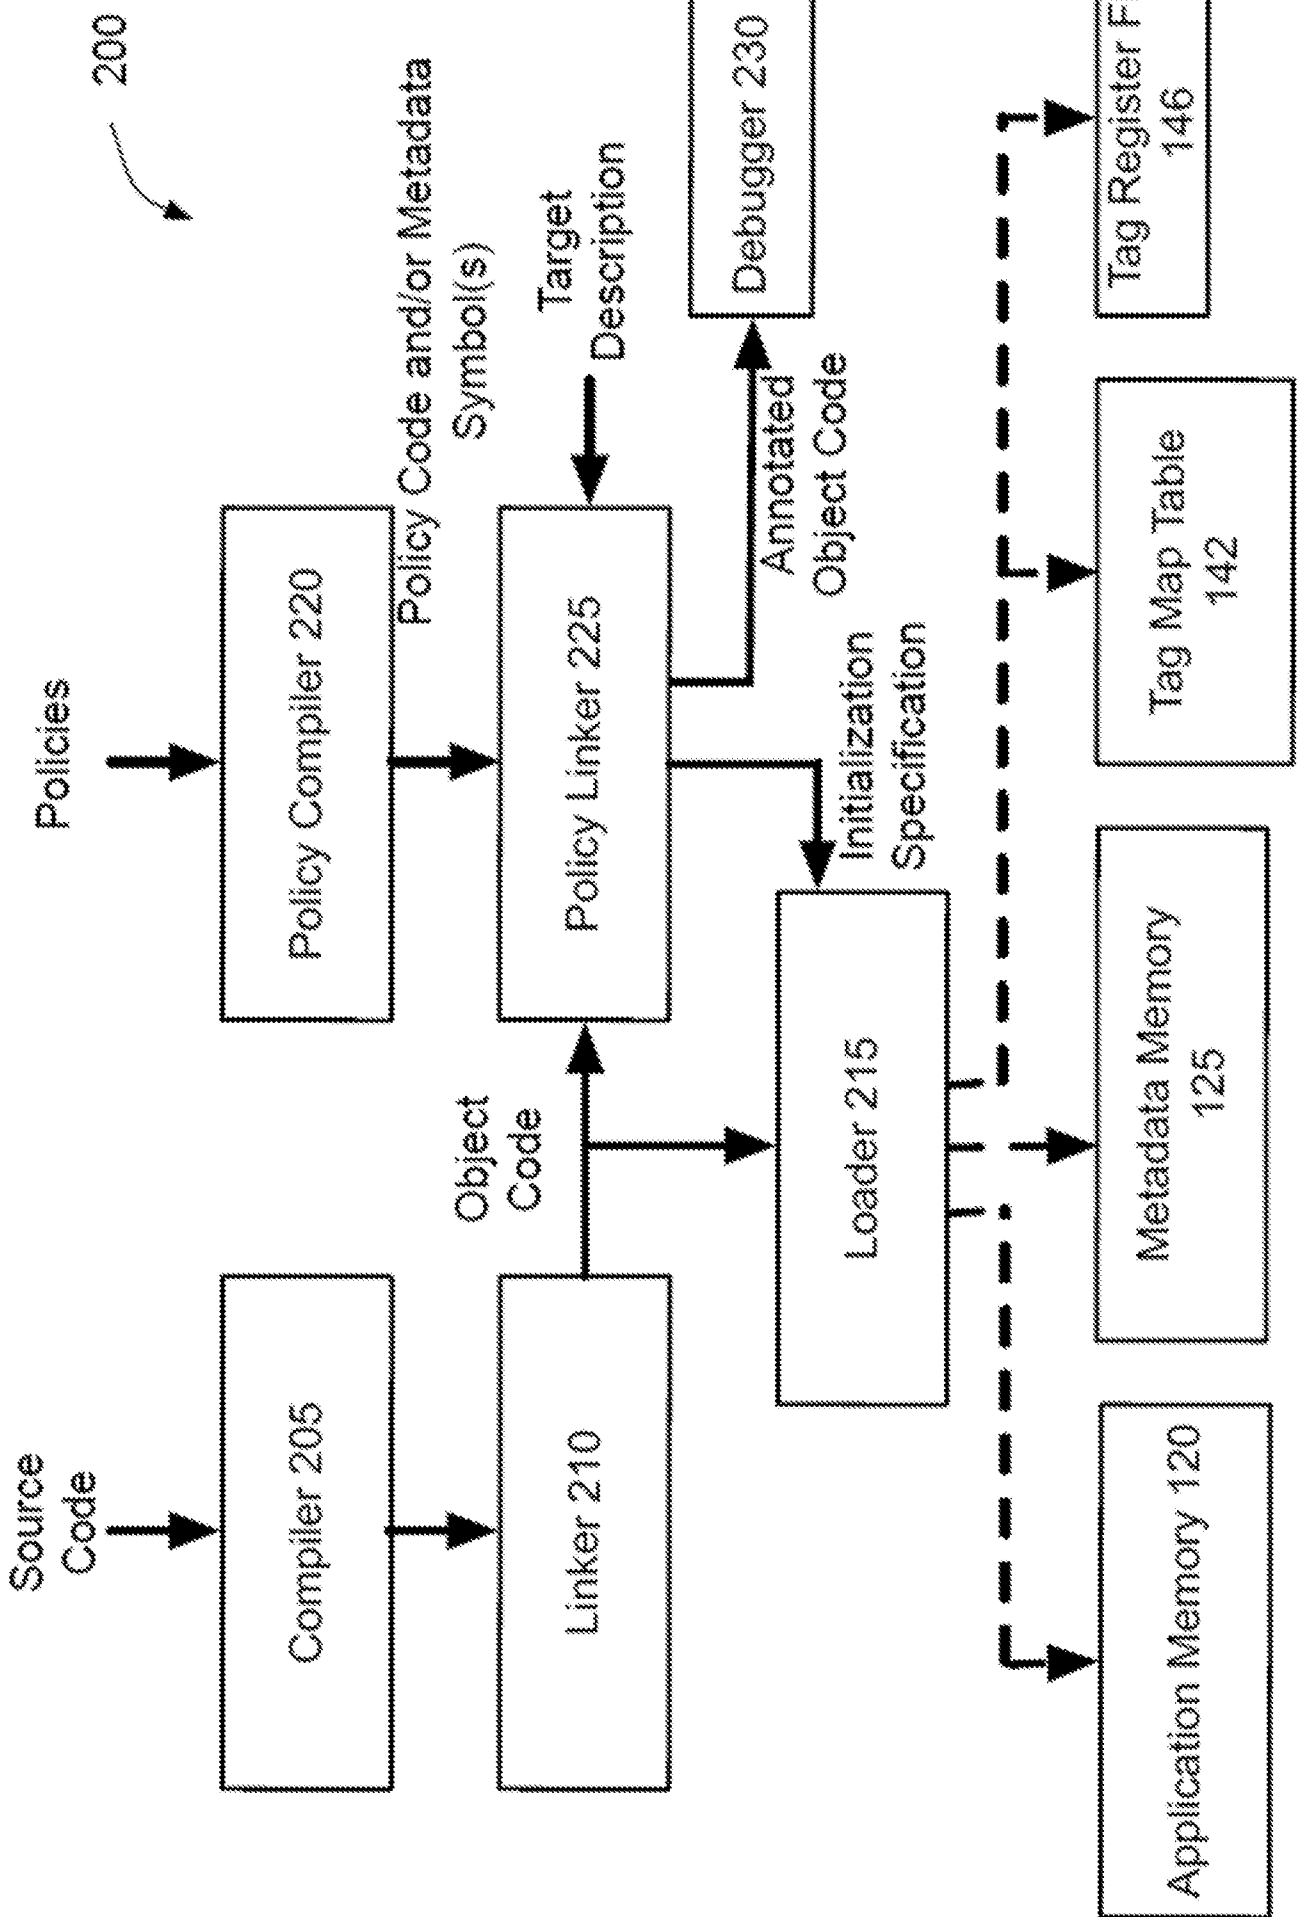 200
Source
Code
Policies
Compiler 205
Policy Compiler 220
Policy Code and/or Metadata
Symbol(s)
Object
Code
Target
Description
Linker 210
Policy Linker 225
Annotated
Object Code
Debugger 230
Initialization
Specification
Loader 215
Application Memory 120
Metadata Memory
125
Tag Map Table
142
Tag Register
146